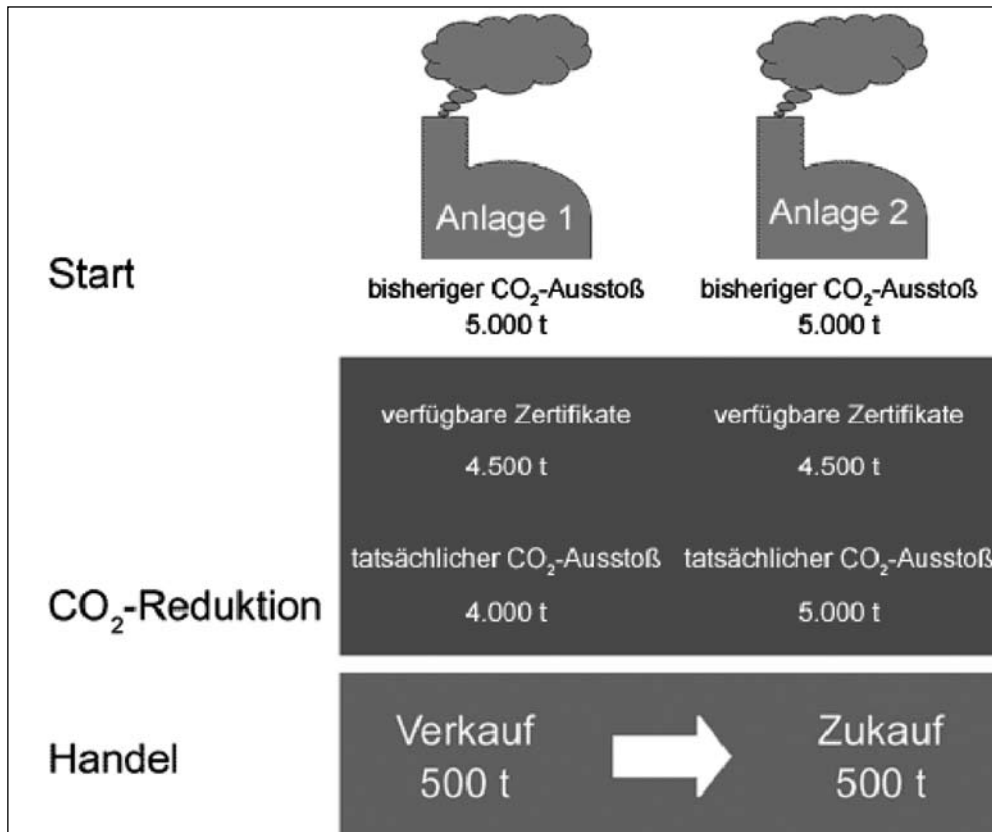 Anlage 1
Anlage 2
Start
bisheriger CO₂-Ausstoß
5.000 t
bisheriger CO₂-Ausstoß
5.000 t
verfügbare Zertifikate
4.500 t
verfügbare Zertifikate
4.500 t
CO₂-Reduktion
tatsächlicher CO₂-Ausstoß
4.000 t
tatsächlicher CO₂-Ausstoß
5.000 t
Handel
Verkauf
500 t
Zukauf
500 t